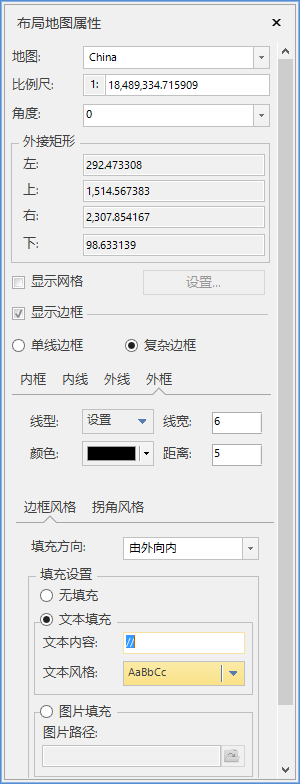 布局地图属性
地图: China
比例尺: 1: 18,489,334.715909
角度: 0
外接矩形
左: 292.473308
上: 1,514.567383
右: 2,307.854167
下: 98.633139
显示网格 设置...
显示边框
单线边框 复杂边框
内框 内线 外线 外框
线型: 设置 线宽: 6
颜色: 距离: 5
边框风格 拐角风格
填充方向: 由外向内
填充设置
无填充
文本填充
文本内容: //
文本风格: AaBbCc
图片填充
图片路径: